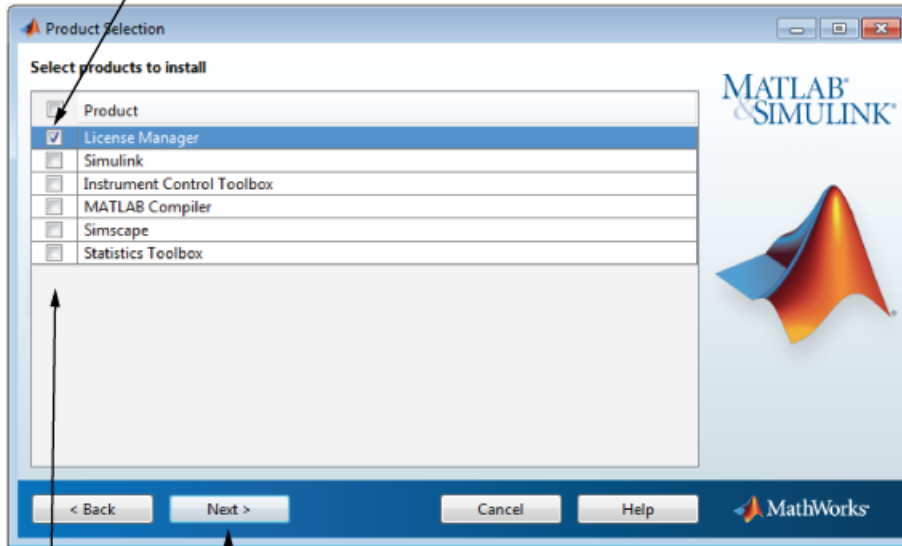 Product Selection
Select products to install
MATLAB®
&SIMULINK®
Product
License Manager
Simulink
Instrument Control Toolbox
MATLAB Compiler
Simscape
Statistics Toolbox
< Back
Next >
Cancel
Help
MathWorks®